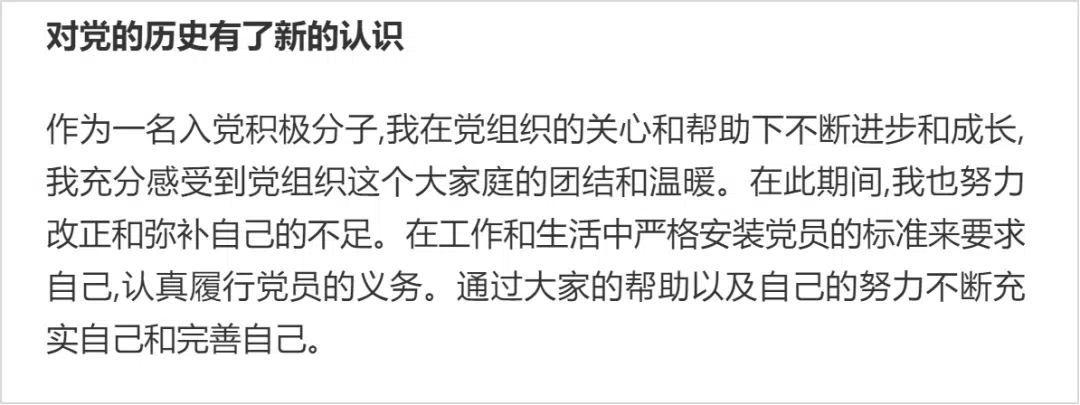 对党的历史有了新的认识
作为一名入党积极分子,我在党组织的关心和帮助下不断进步和成长,
我充分感受到党组织这个大家庭的团结和温暖。在此期间,我也努力
改正和弥补自己的不足。在工作和生活中严格安装党员的标准来要求
自己,认真履行党员的义务。通过大家的帮助以及自己的努力不断充
实自己和完善自己。